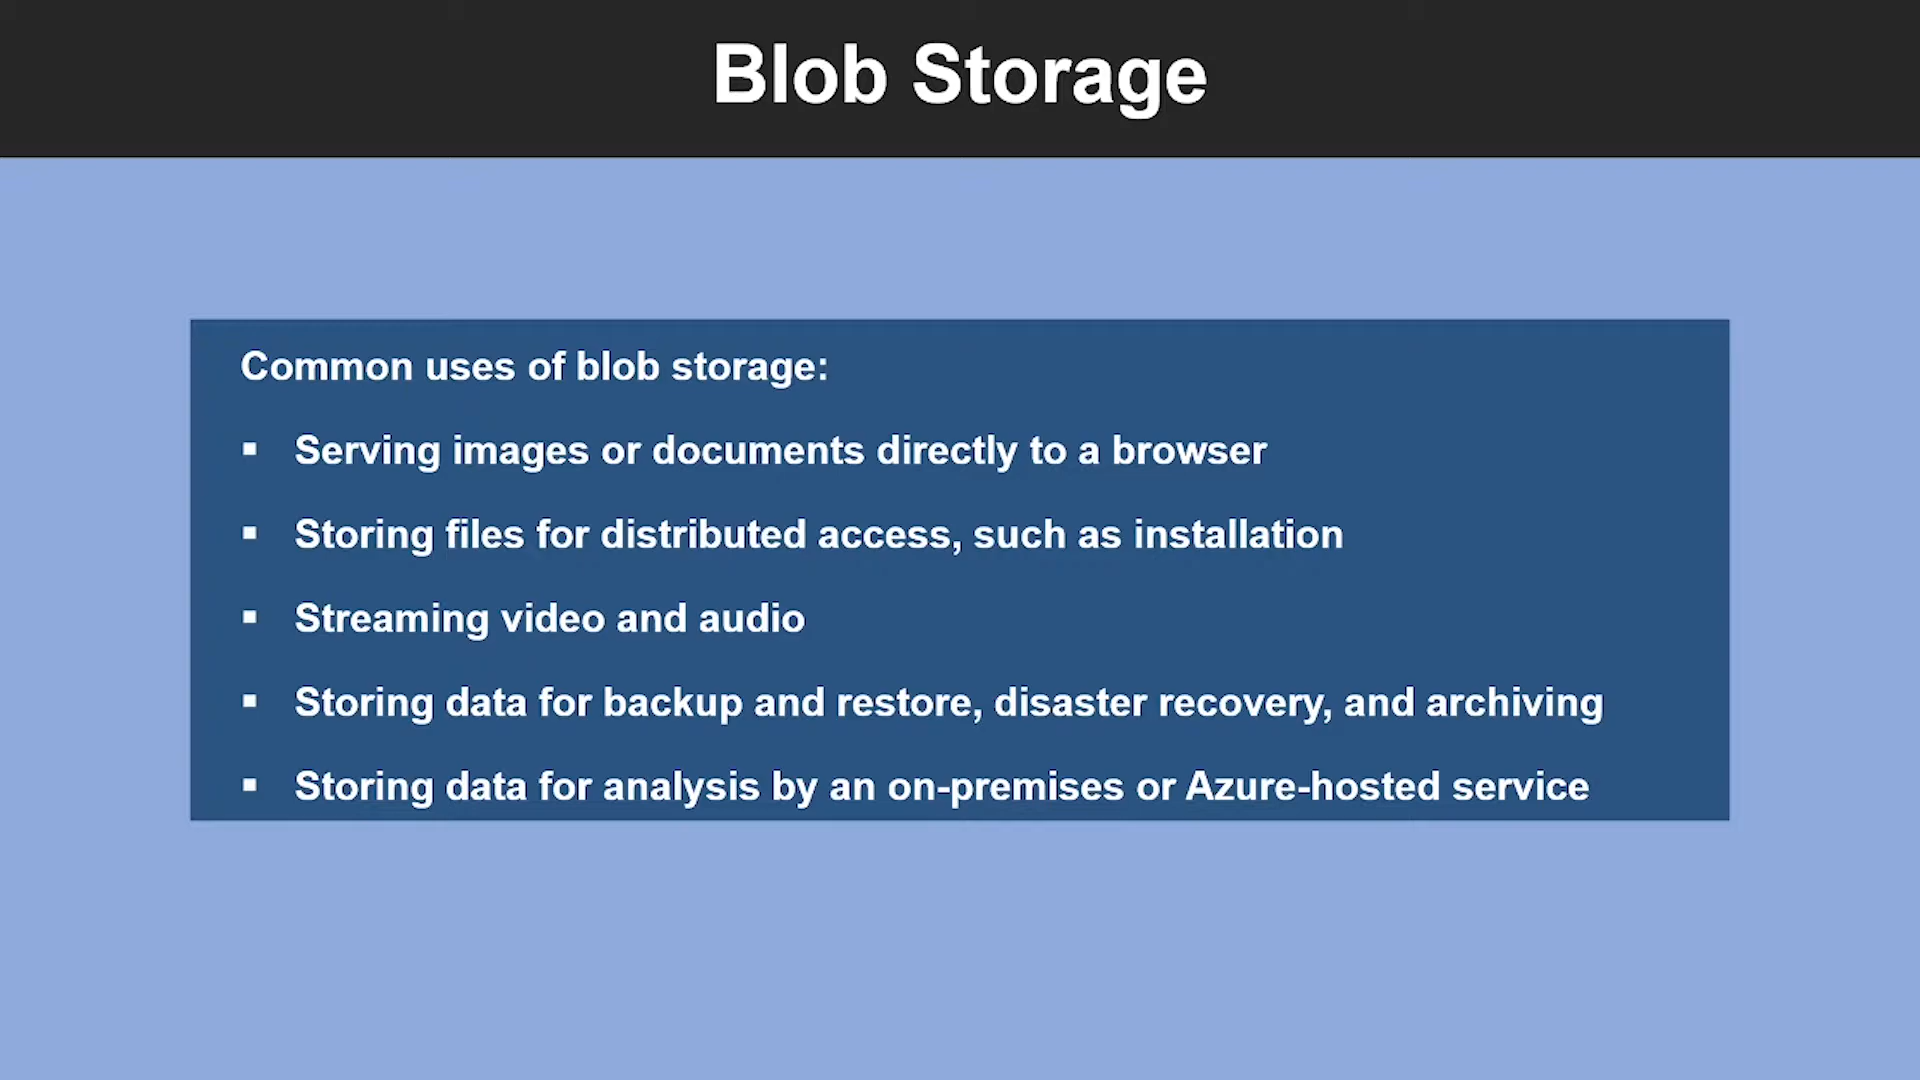 Blob Storage
Common uses of blob storage:
▪ Serving images or documents directly to a browser
▪ Storing files for distributed access, such as installation
▪ Streaming video and audio
▪ Storing data for backup and restore, disaster recovery, and archiving
▪ Storing data for analysis by an on-premises or Azure-hosted service